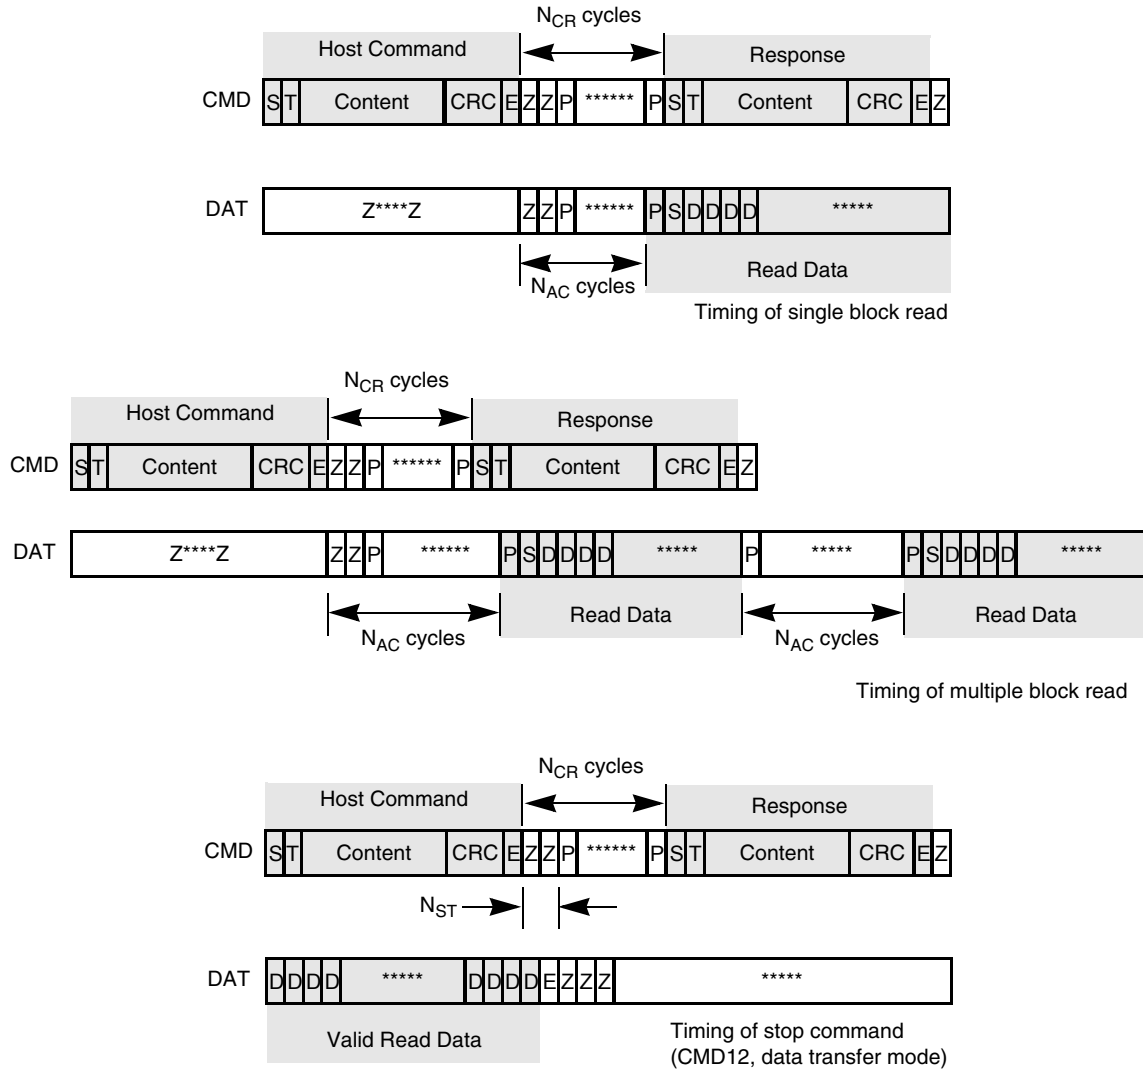 N_CR cycles
Host Command Response
CMD S T Content CRC E Z Z P ****** P S T Content CRC E Z
DAT Z****Z Z Z P ****** P S D D D D *****
N_AC cycles Read Data
Timing of single block read
N_CR cycles
Host Command Response
CMD S T Content CRC E Z Z P ****** P S T Content CRC E Z
DAT Z****Z Z Z P ****** P S D D D D ***** P ***** P S D D D D *****
N_AC cycles Read Data N_AC cycles Read Data
Timing of multiple block read
N_CR cycles
Host Command Response
CMD S T Content CRC E Z Z P ****** P S T Content CRC E Z
N_ST
DAT D D D D ***** D D D D E Z Z Z *****
Valid Read Data
Timing of stop command
(CMD12, data transfer mode)